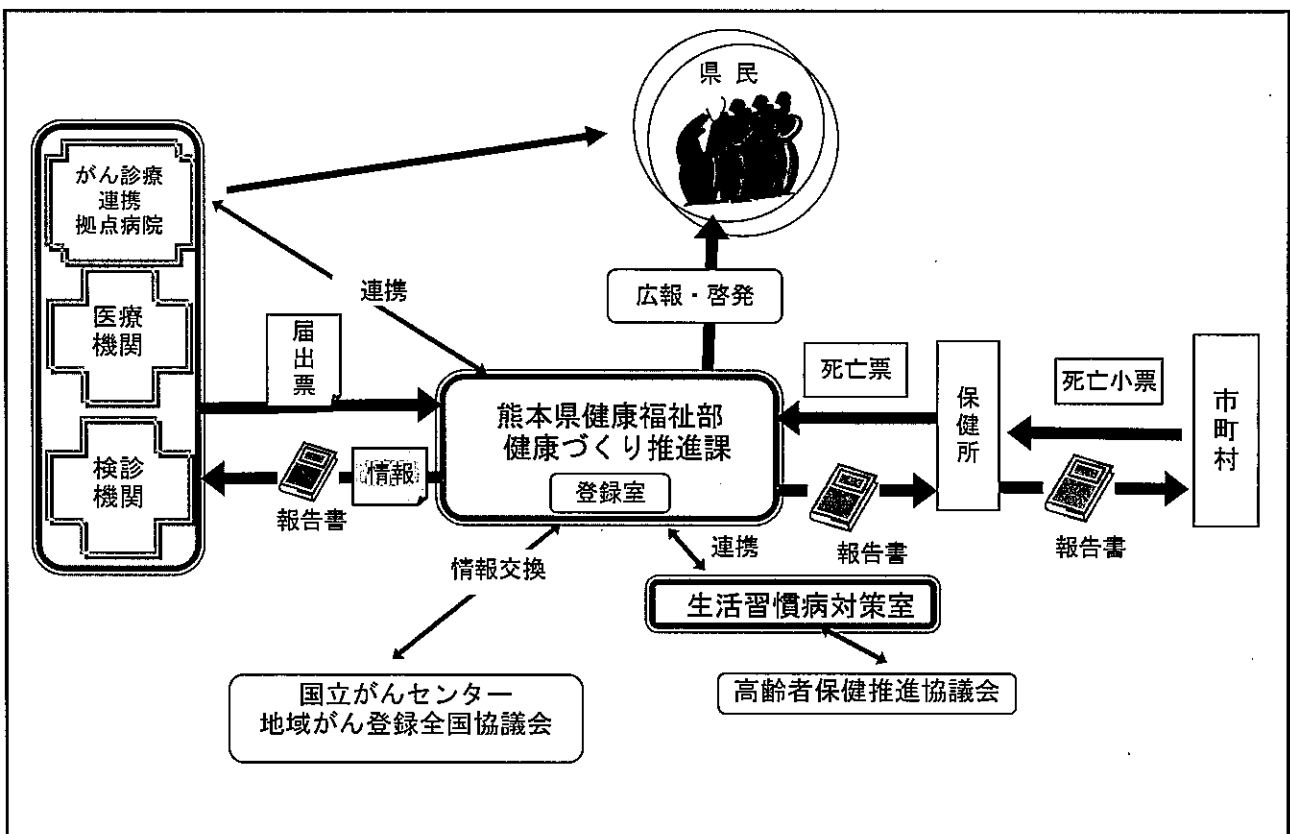 県民
がん診療
連携
拠点病院
医療
機関
検診
機関
連携
届出票
広報・啓発
死亡票
保健所
死亡小票
市町村
熊本県健康福祉部
健康づくり推進課
登録室
情報
報告書
報告書
報告書
情報交換
連携
生活習慣病対策室
国立がんセンター
地域がん登録全国協議会
高齢者保健推進協議会